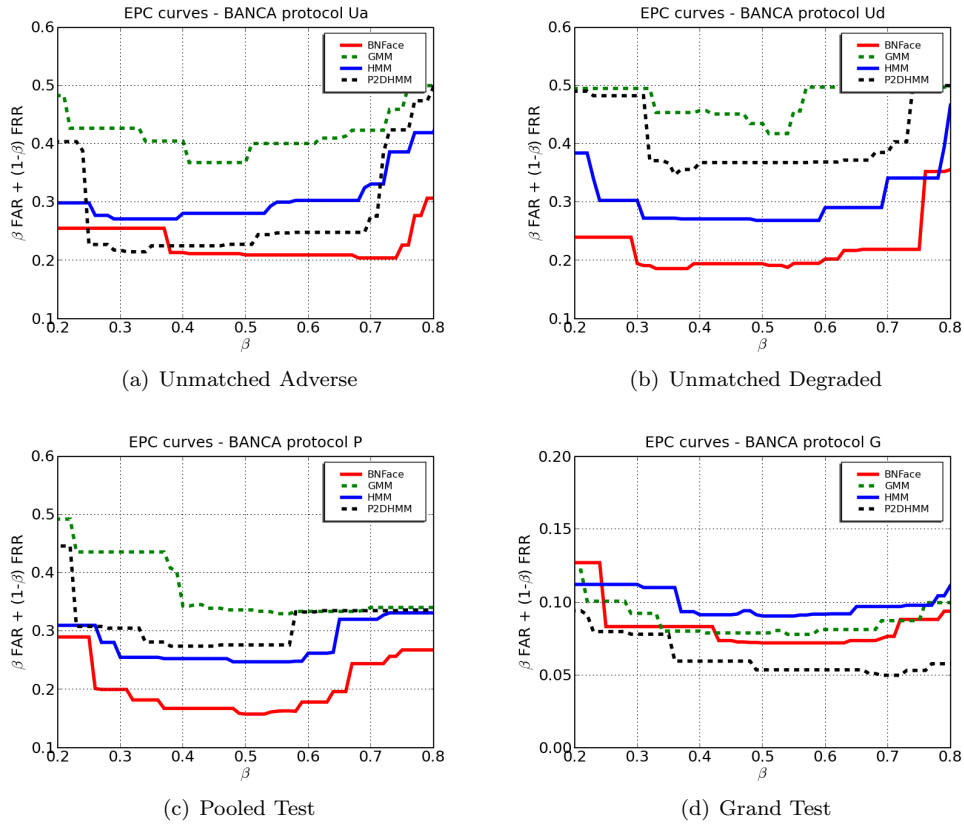 EPC curves - BANCA protocol Ua
0.6
0.5
0.4
0.3
0.2
0.1
β FAR + (1-β) FRR
BNFace
GMM
HMM
P2DHMM
0.2 0.3 0.4 0.5 0.6 0.7 0.8
β
(a) Unmatched Adverse
EPC curves - BANCA protocol Ud
0.6
0.5
0.4
0.3
0.2
0.1
β FAR + (1-β) FRR
BNFace
GMM
HMM
P2DHMM
0.2 0.3 0.4 0.5 0.6 0.7 0.8
β
(b) Unmatched Degraded
EPC curves - BANCA protocol P
0.6
0.5
0.4
0.3
0.2
0.1
β FAR + (1-β) FRR
BNFace
GMM
HMM
P2DHMM
0.2 0.3 0.4 0.5 0.6 0.7 0.8
β
(c) Pooled Test
EPC curves - BANCA protocol G
0.20
0.15
0.10
0.05
0.00
β FAR + (1-β) FRR
BNFace
GMM
HMM
P2DHMM
0.2 0.3 0.4 0.5 0.6 0.7 0.8
β
(d) Grand Test